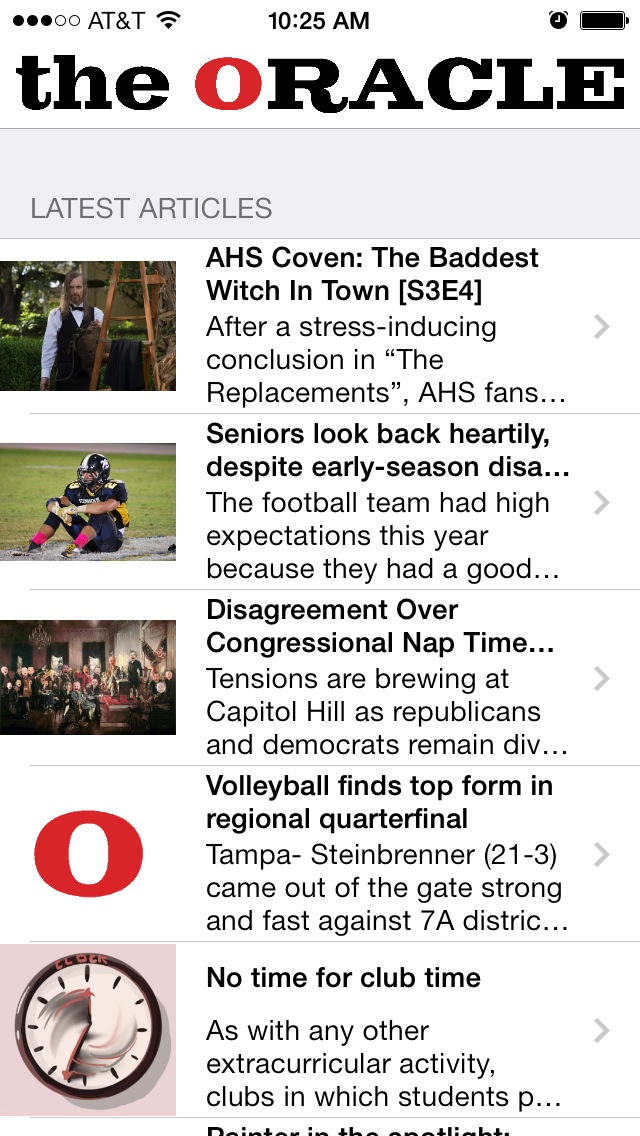 AT&T 10:25 AM
the ORACLE
LATEST ARTICLES
AHS Coven: The Baddest
Witch In Town [S3E4]
After a stress-inducing
conclusion in “The
Replacements”, AHS fans…
Seniors look back heartily,
despite early-season disa…
The football team had high
expectations this year
because they had a good…
Disagreement Over
Congressional Nap Time…
Tensions are brewing at
Capitol Hill as republicans
and democrats remain div…
O
Volleyball finds top form in
regional quarterfinal
Tampa- Steinbrenner (21-3)
came out of the gate strong
and fast against 7A distric…
CLOCK
No time for club time
As with any other
extracurricular activity,
clubs in which students p…
Painter in the spotlight: